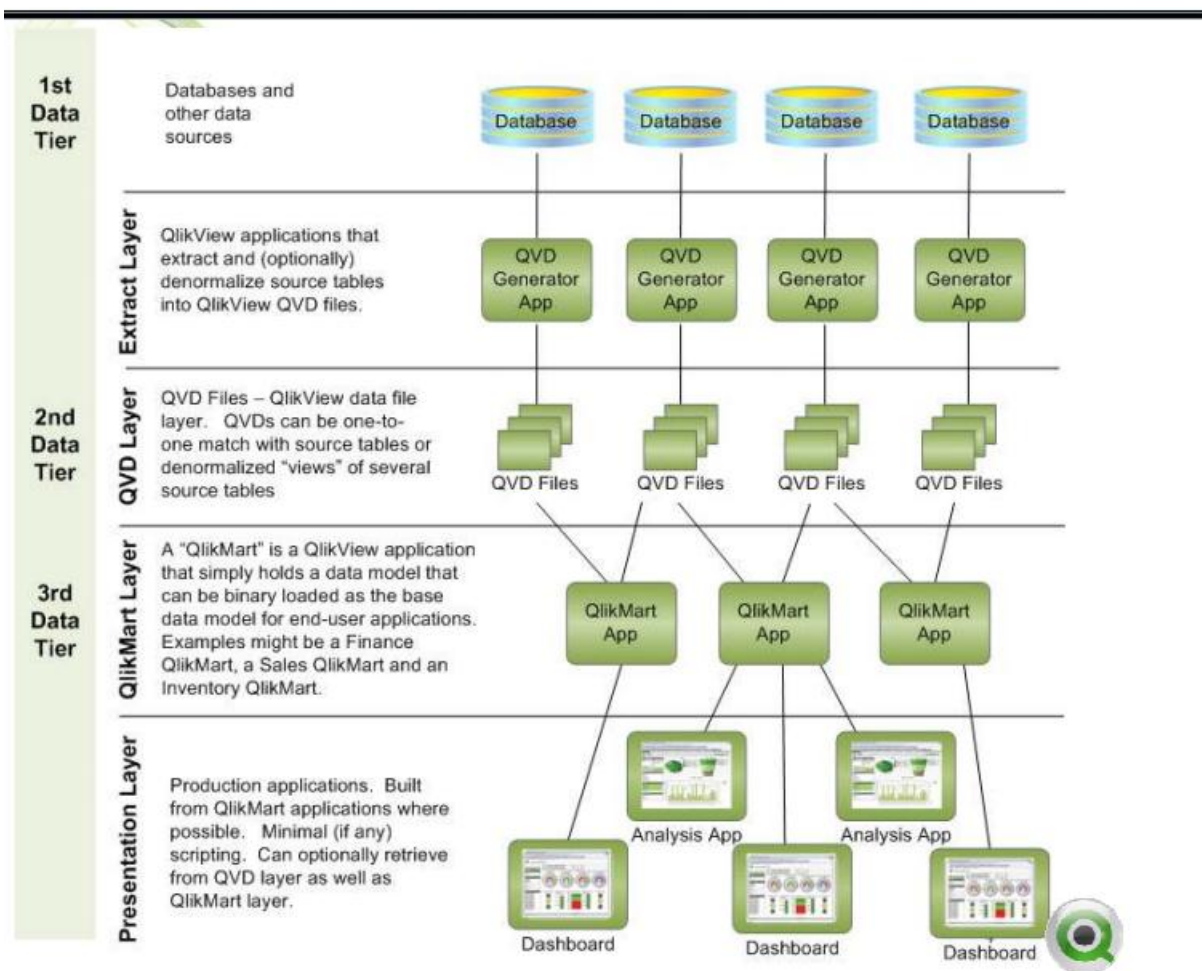 1st
Data
Tier
Databases and
other data
sources
Database
Database
Database
Database
Extract Layer
QlikView applications that
extract and (optionally)
denormalize source tables
into QlikView QVD files.
QVD
Generator
App
QVD
Generator
App
QVD
Generator
App
QVD
Generator
App
2nd
Data
Tier
QVD Layer
QVD Files – QlikView data file
layer. QVDs can be one-to-
one match with source tables or
denormalized “views” of several
source tables
QVD Files
QVD Files
QVD Files
QVD Files
3rd
Data
Tier
QlikMart Layer
A “QlikMart” is a QlikView application
that simply holds a data model that
can be binary loaded as the base
data model for end-user applications.
Examples might be a Finance
QlikMart, a Sales QlikMart and an
Inventory QlikMart.
QlikMart
App
QlikMart
App
QlikMart
App
Presentation Layer
Production applications. Built
from QlikMart applications where
possible. Minimal (if any)
scripting. Can optionally retrieve
from QVD layer as well as
QlikMart layer.
Analysis App
Analysis App
Dashboard
Dashboard
Dashboard